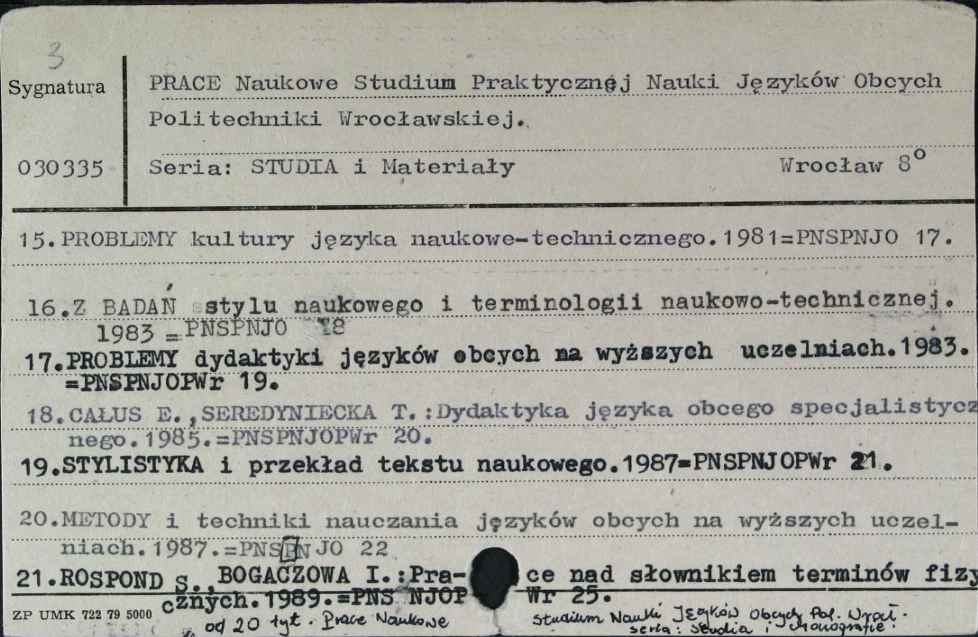 3
Sygnatura
PRACE Naukowe Studium Praktycznej Nauki Języków Obcych
Politechniki Wrocławskiej.
030335
Seria: STUDIA i Materiały Wrocław 8°
15.PROBLEMY kultury języka naukowe-technicznego.1981=PNSPNJO 17.
16.Z BADAŃ stylu naukowego i terminologii naukowo-technicznej.
1983 =PNSPNJO 18
17.PROBLEMY dydaktyki języków obcych na wyższych uczelniach.1983.
=PNSPNJOPWr 19.
18.CAŁUS E.,SEREDYNIECKA T.:Dydaktyka języka obcego specjalistycz
nego.1985.=PNSPNJOPWr 20.
19.STYLISTYKA i przekład tekstu naukowego.1987=PNSPNJOPWr 21.
20.METODY i techniki nauczania języków obcych na wyższych uczel-
niach.1987.=PNSPNJO 22
21.ROSPOND S., BOGACZOWA I.:Pra- ce nad słownikiem terminów fizy
cznych.1989.=PNS NJOP Wr 25.
ZP UMK 722 79 5000
od 20 tyt. Prace Naukowe Studium Nauki Języków Obcych Pol. Wrocł.
seria: Studia i monografie.